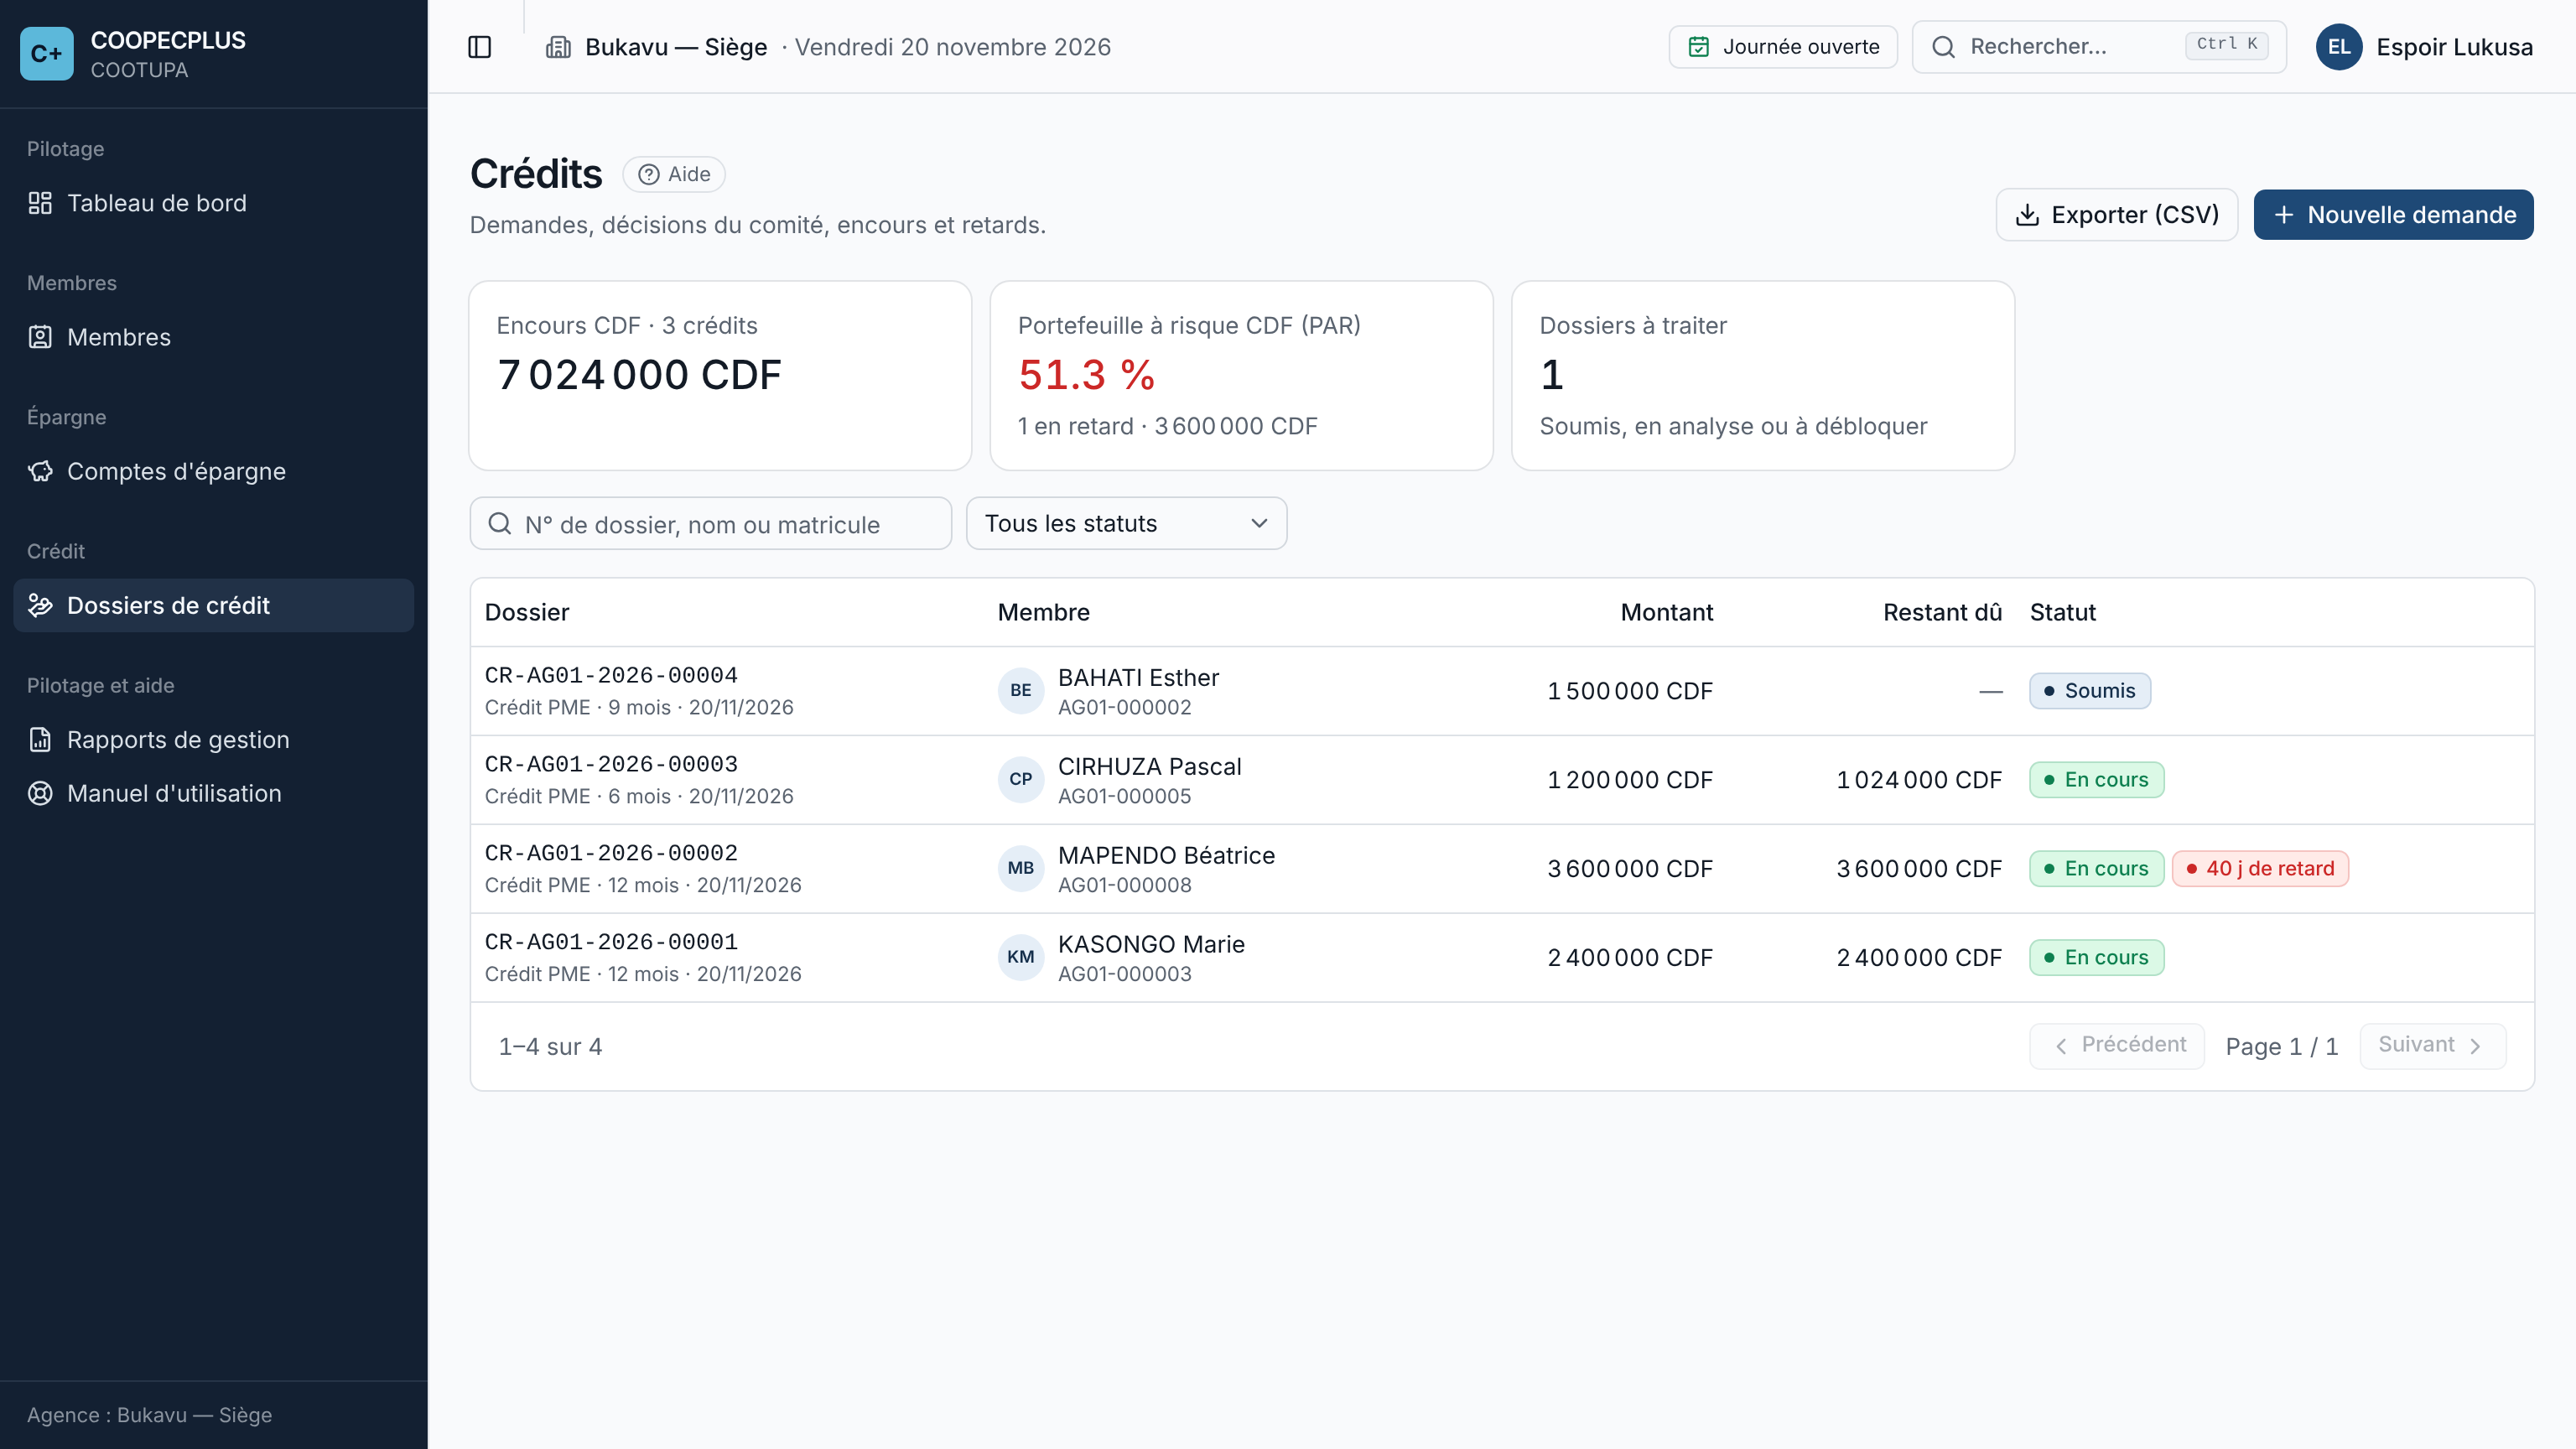 C+
COOPECPLUS
COOTUPA
Pilotage
Tableau de bord
Membres
Membres
Épargne
Comptes d'épargne
Crédit
Dossiers de crédit
Pilotage et aide
Rapports de gestion
Manuel d'utilisation
Agence : Bukavu — Siège
Bukavu — Siège · Vendredi 20 novembre 2026
Journée ouverte
Rechercher... Ctrl K
EL Espoir Lukusa
Crédits
Aide
Demandes, décisions du comité, encours et retards.
Exporter (CSV)
Nouvelle demande
Encours CDF · 3 crédits
7 024 000 CDF
Portefeuille à risque CDF (PAR)
51.3 %
1 en retard · 3 600 000 CDF
Dossiers à traiter
1
Soumis, en analyse ou à débloquer
N° de dossier, nom ou matricule
Tous les statuts
Dossier Membre Montant Restant dû Statut
CR-AG01-2026-00004
Crédit PME · 9 mois · 20/11/2026
BE
BAHATI Esther
AG01-000002
1 500 000 CDF
—
Soumis
CR-AG01-2026-00003
Crédit PME · 6 mois · 20/11/2026
CP
CIRHUZA Pascal
AG01-000005
1 200 000 CDF
1 024 000 CDF
En cours
CR-AG01-2026-00002
Crédit PME · 12 mois · 20/11/2026
MB
MAPENDO Béatrice
AG01-000008
3 600 000 CDF
3 600 000 CDF
En cours
40 j de retard
CR-AG01-2026-00001
Crédit PME · 12 mois · 20/11/2026
KM
KASONGO Marie
AG01-000003
2 400 000 CDF
2 400 000 CDF
En cours
1–4 sur 4
Précédent
Page 1 / 1
Suivant